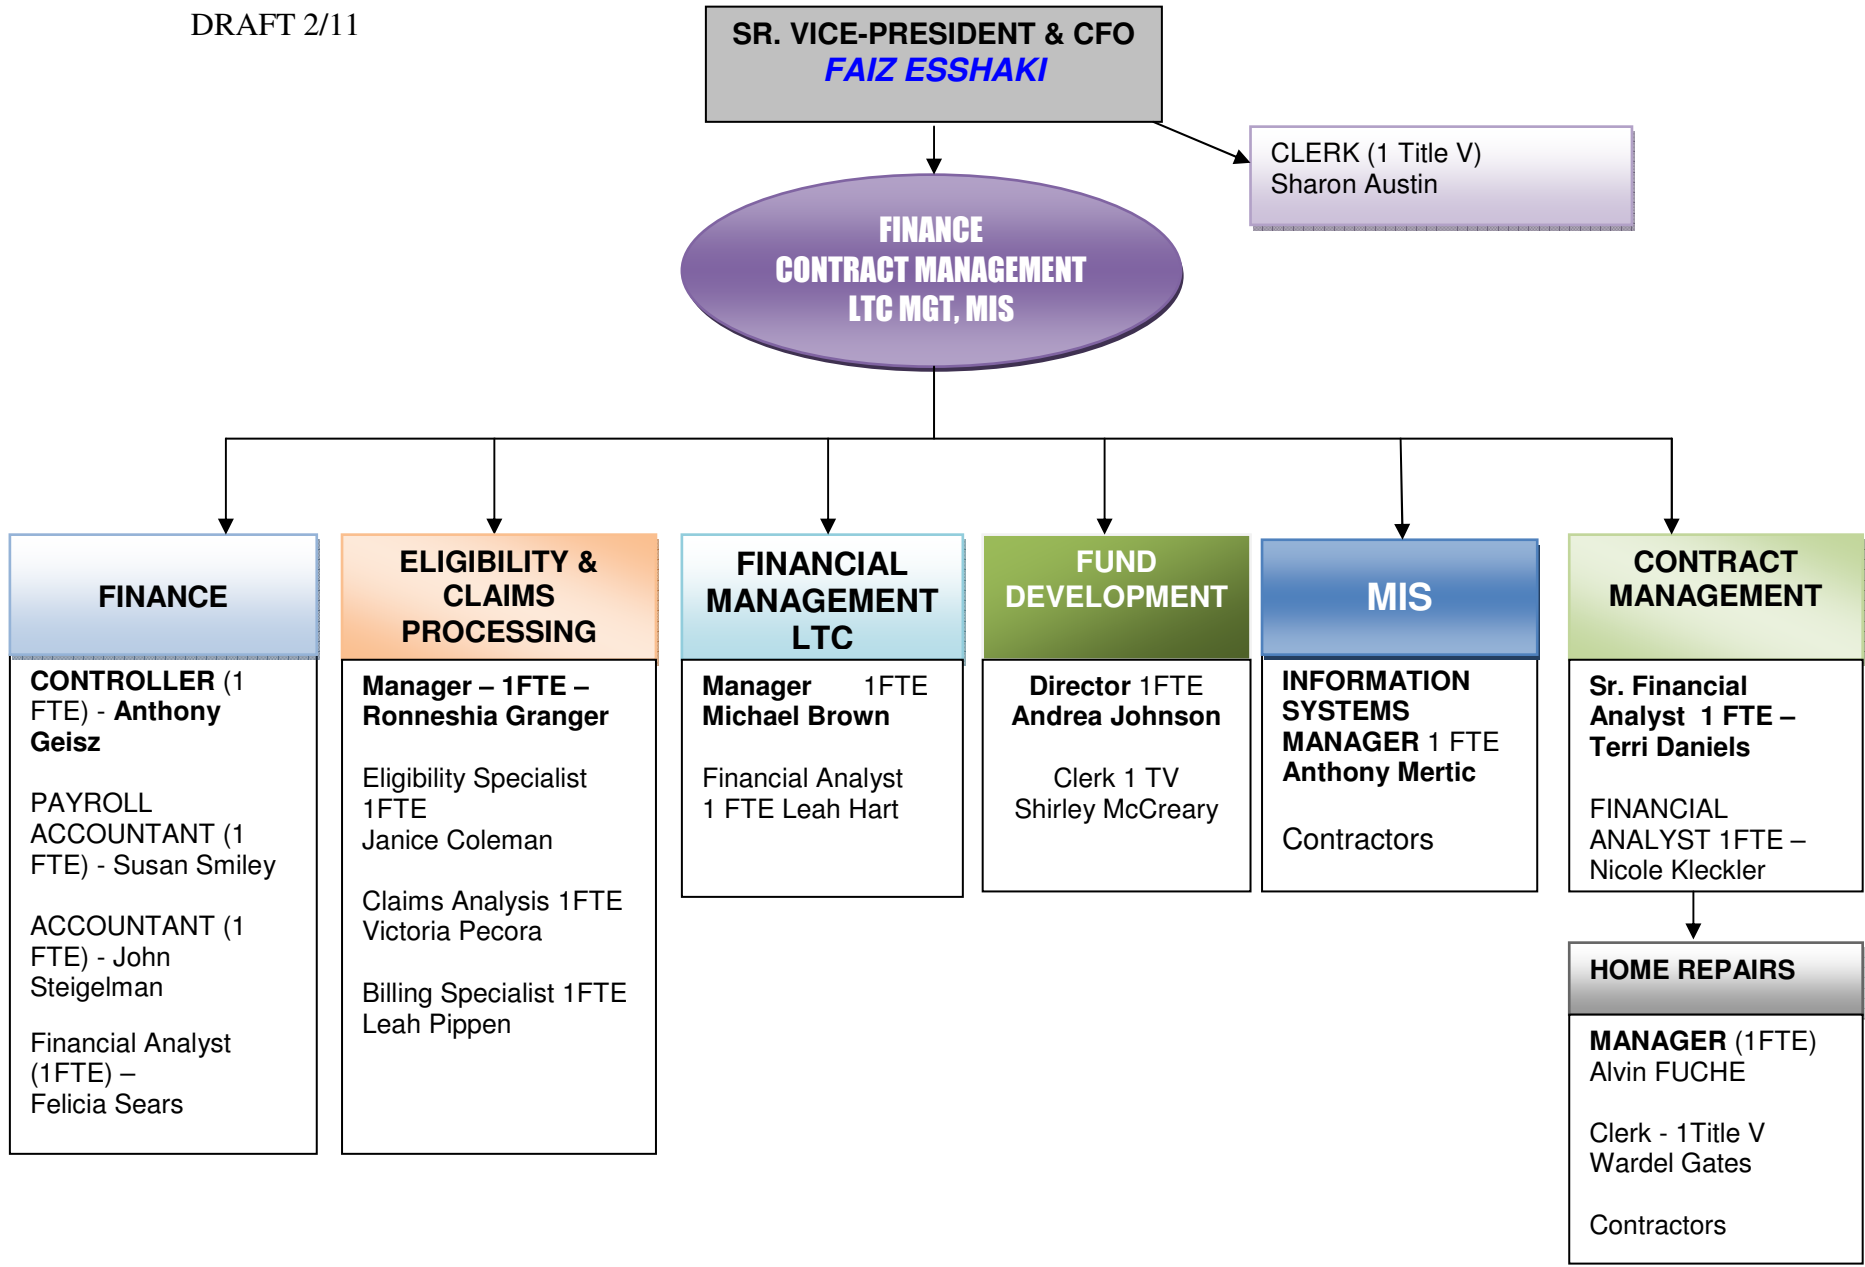 DRAFT 2/11
SR. VICE-PRESIDENT & CFO
FAIZ ESSHAKI
CLERK (1 Title V)
Sharon Austin
FINANCE
CONTRACT MANAGEMENT
LTC MGT, MIS
FINANCE
CONTROLLER (1
FTE) - Anthony
Geisz
PAYROLL
ACCOUNTANT (1
FTE) - Susan Smiley
ACCOUNTANT (1
FTE) - John
Steigelman
Financial Analyst
(1FTE) –
Felicia Sears
ELIGIBILITY &
CLAIMS
PROCESSING
Manager – 1FTE –
Ronneshia Granger
Eligibility Specialist
1FTE
Janice Coleman
Claims Analysis 1FTE
Victoria Pecora
Billing Specialist 1FTE
Leah Pippen
FINANCIAL
MANAGEMENT
LTC
Manager 1FTE
Michael Brown
Financial Analyst
1 FTE Leah Hart
FUND
DEVELOPMENT
Director 1FTE
Andrea Johnson
Clerk 1 TV
Shirley McCreary
MIS
INFORMATION
SYSTEMS
MANAGER 1 FTE
Anthony Mertic
Contractors
CONTRACT
MANAGEMENT
Sr. Financial
Analyst 1 FTE –
Terri Daniels
FINANCIAL
ANALYST 1FTE –
Nicole Kleckler
HOME REPAIRS
MANAGER (1FTE)
Alvin FUCHE
Clerk - 1Title V
Wardel Gates
Contractors